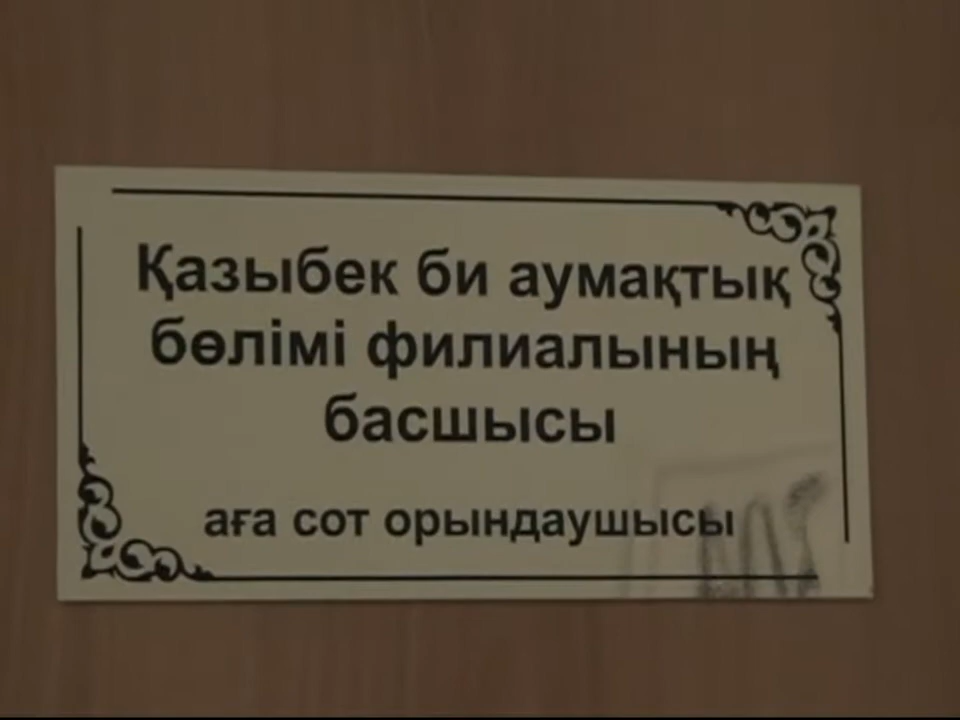 Қазыбек би аумақтық
бөлімі филиалының
басшысы
аға сот орындаушысы